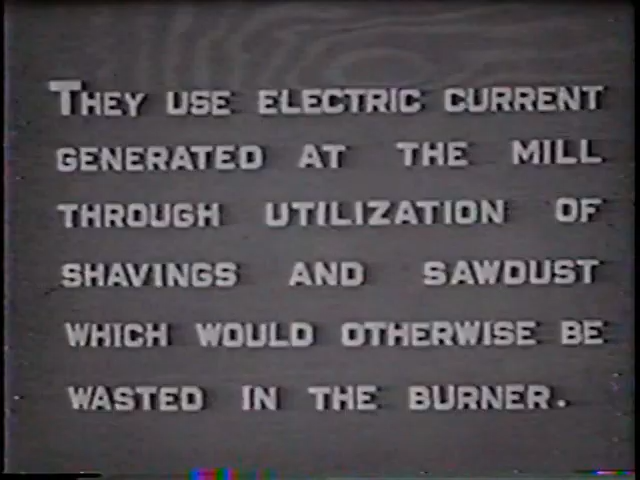 THEY USE ELECTRIC CURRENT
GENERATED AT THE MILL
THROUGH UTILIZATION OF
SHAVINGS AND SAWDUST
WHICH WOULD OTHERWISE BE
WASTED IN THE BURNER.